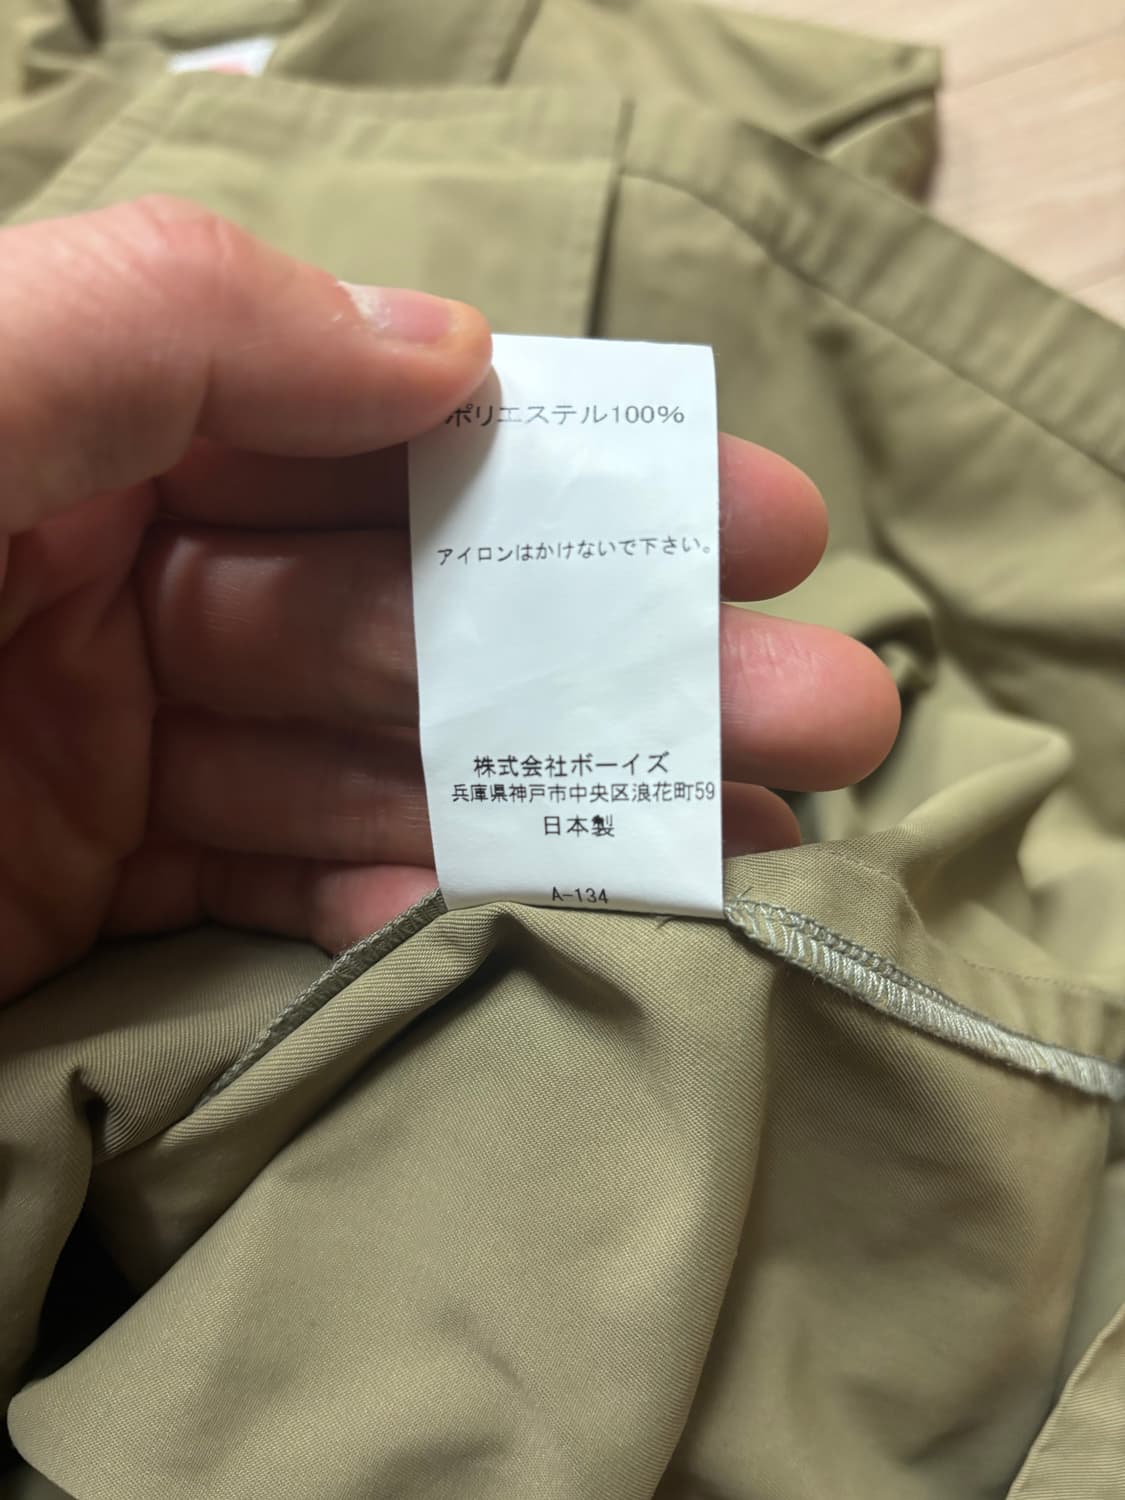 ポリエステル100%
アイロンはかけないで下さい。
株式会社ボーイズ
兵庫県神戸市中央区浪花町59
日本製
A-134